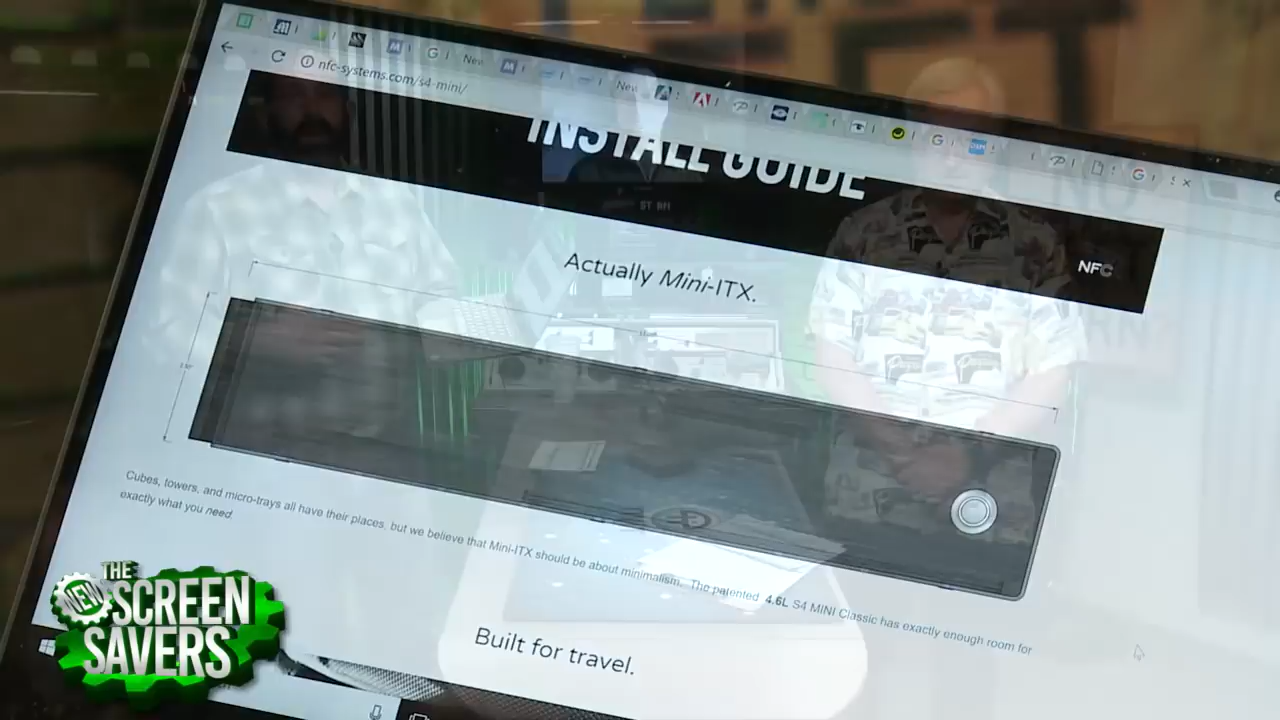 nfc-systems.com/s4-mini/
INSTALL GUIDE
NFC
Actually Mini-ITX.
Cubes, towers, and micro-trays all have their places, but we believe that Mini-ITX should be about minimalism. The patented 4.6L S4 MINI Classic has exactly enough room for
exactly what you need.
Built for travel.
THE
NEW SCREEN
SAVERS